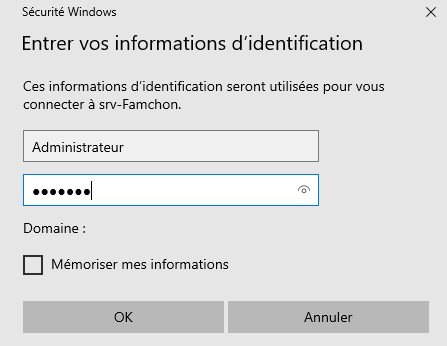 Sécurité Windows
Entrer vos informations d’identification
Ces informations d’identification seront utilisées pour vous
connecter à srv-Famchon.
Administrateur
●●●●●●●
Domaine :
Mémoriser mes informations
OK
Annuler